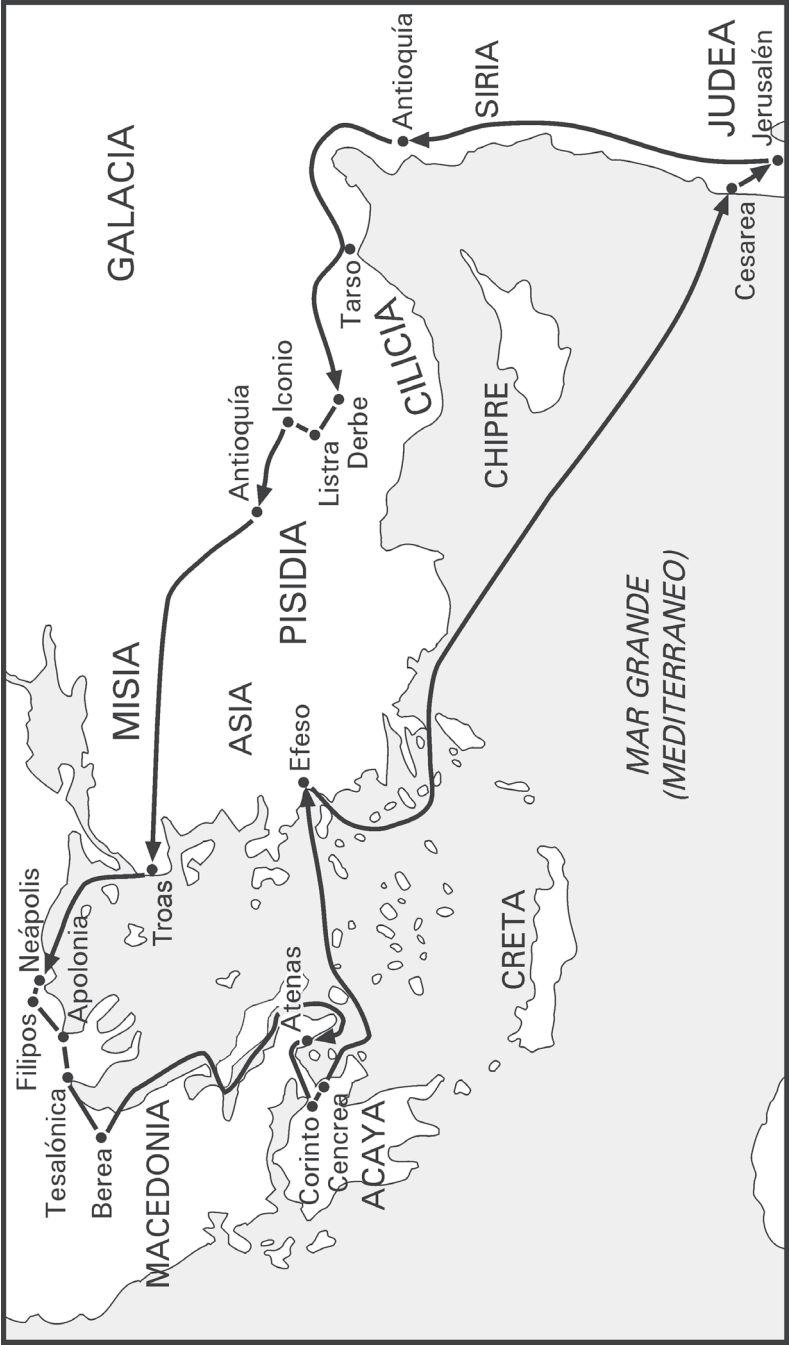 Filipos
Neápolis
Tesalónica
Apolonia
Berea
MACEDONIA
Troas
MISIA
GALACIA
ASIA
Antioquía
Iconio
PISIDIA
Listra
Derbe
Tarso
CILICIA
Antioquía
SIRIA
Atenas
Efeso
Corinto
Cencrea
ACAYA
CRETA
CHIPRE
MAR GRANDE
(MEDITERRANEO)
Cesarea
JUDEA
Jerusalén